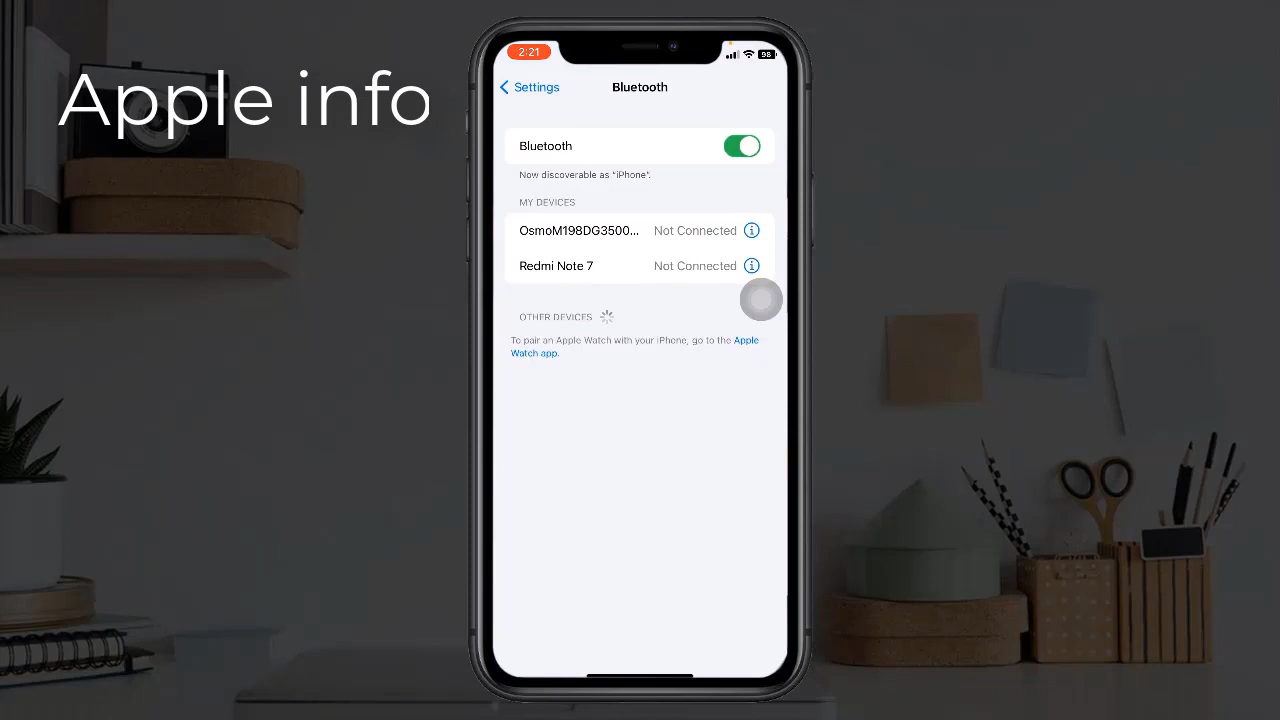 Apple info
2:21
98
Settings
Bluetooth
Bluetooth
Now discoverable as “iPhone”.
MY DEVICES
OsmoM198DG3500... Not Connected
Redmi Note 7 Not Connected
OTHER DEVICES
To pair an Apple Watch with your iPhone, go to the Apple
Watch app.